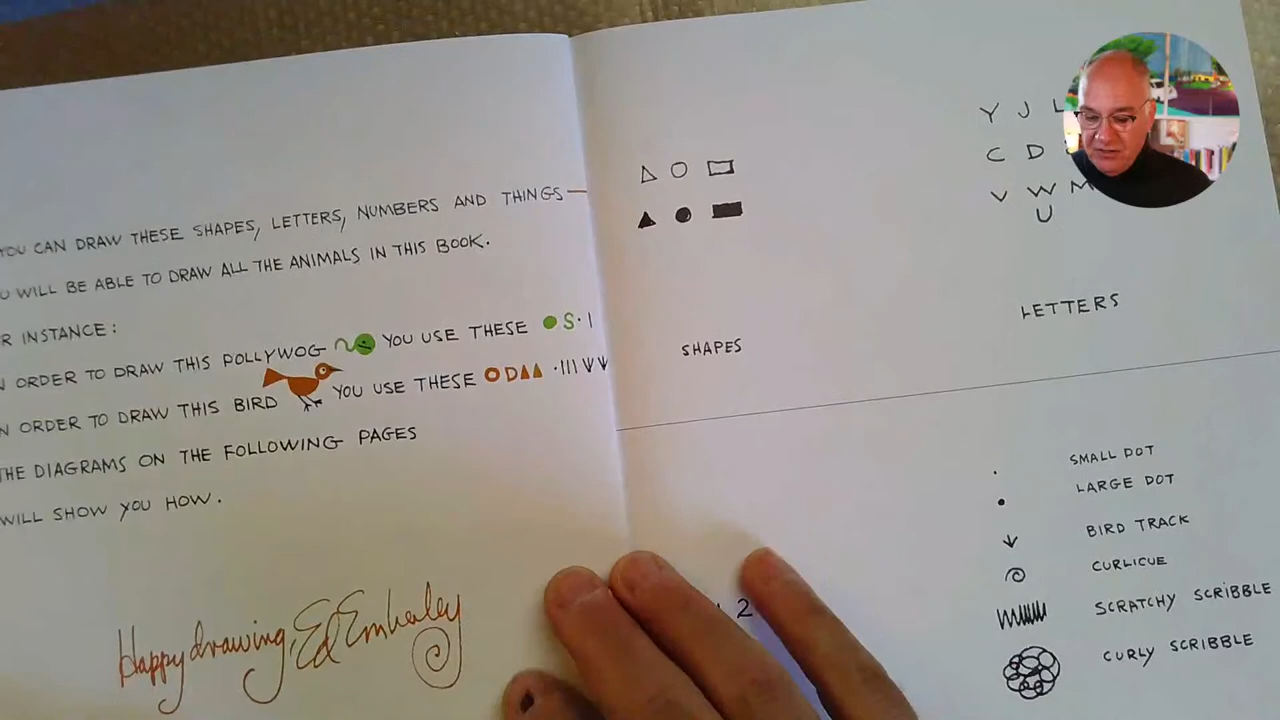 YOU CAN DRAW THESE SHAPES, LETTERS, NUMBERS AND THINGS—
WILL BE ABLE TO DRAW ALL THE ANIMALS IN THIS BOOK.
INSTANCE:
ORDER TO DRAW THIS POLLYWOG YOU USE THESE S
ORDER TO DRAW THIS BIRD YOU USE THESE D
THE DIAGRAMS ON THE FOLLOWING PAGES
WILL SHOW YOU HOW.
Happy drawing, Ed Emberley
SHAPES
Y J L
C D
V W M
U
LETTERS
2
SMALL DOT
LARGE DOT
BIRD TRACK
CURLICUE
SCRATCHY SCRIBBLE
CURLY SCRIBBLE